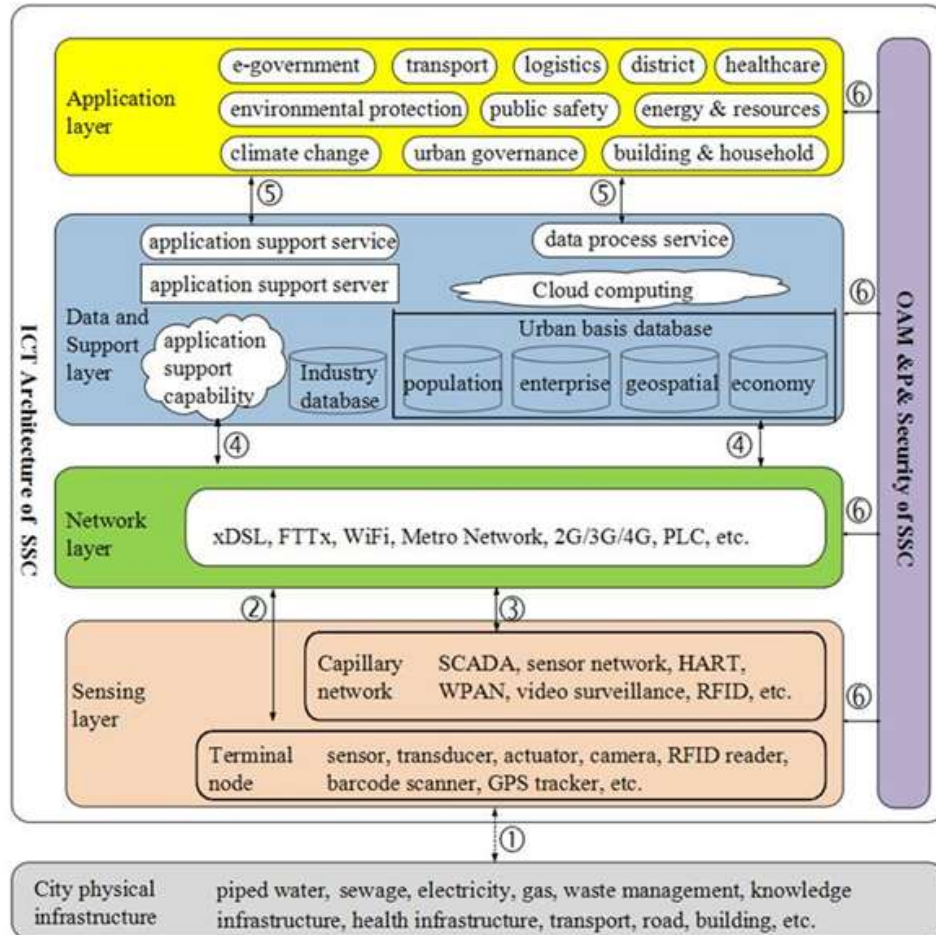 e-government transport logistics district healthcare
Application
layer
environmental protection public safety energy & resources
climate change urban governance building & household
⑥
⑤ ⑤
application support service data process service
application support server Cloud computing
⑥
Data and
Support
layer
application
support
capability
Industry
database
Urban basis database
population enterprise geospatial economy
④ ④
Network
layer
xDSL, FTTx, WiFi, Metro Network, 2G/3G/4G, PLC, etc.
⑥
② ③
Sensing
layer
Capillary
network
SCADA, sensor network, HART,
WPAN, video surveillance, RFID, etc.
⑥
Terminal
node
sensor, transducer, actuator, camera, RFID reader,
barcode scanner, GPS tracker, etc.
①
City physical
infrastructure
piped water, sewage, electricity, gas, waste management, knowledge
infrastructure, health infrastructure, transport, road, building, etc.
ICT Architecture of SSC
OAM &P& Security of SSC